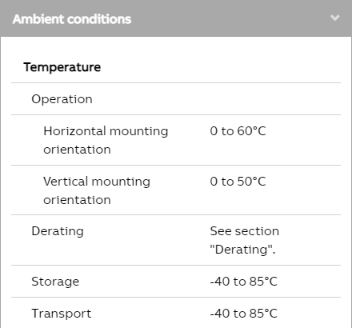 Ambient conditions
Temperature
Operation
Horizontal mounting 0 to 60°C
orientation
Vertical mounting 0 to 50°C
orientation
Derating See section
"Derating".
Storage -40 to 85°C
Transport -40 to 85°C